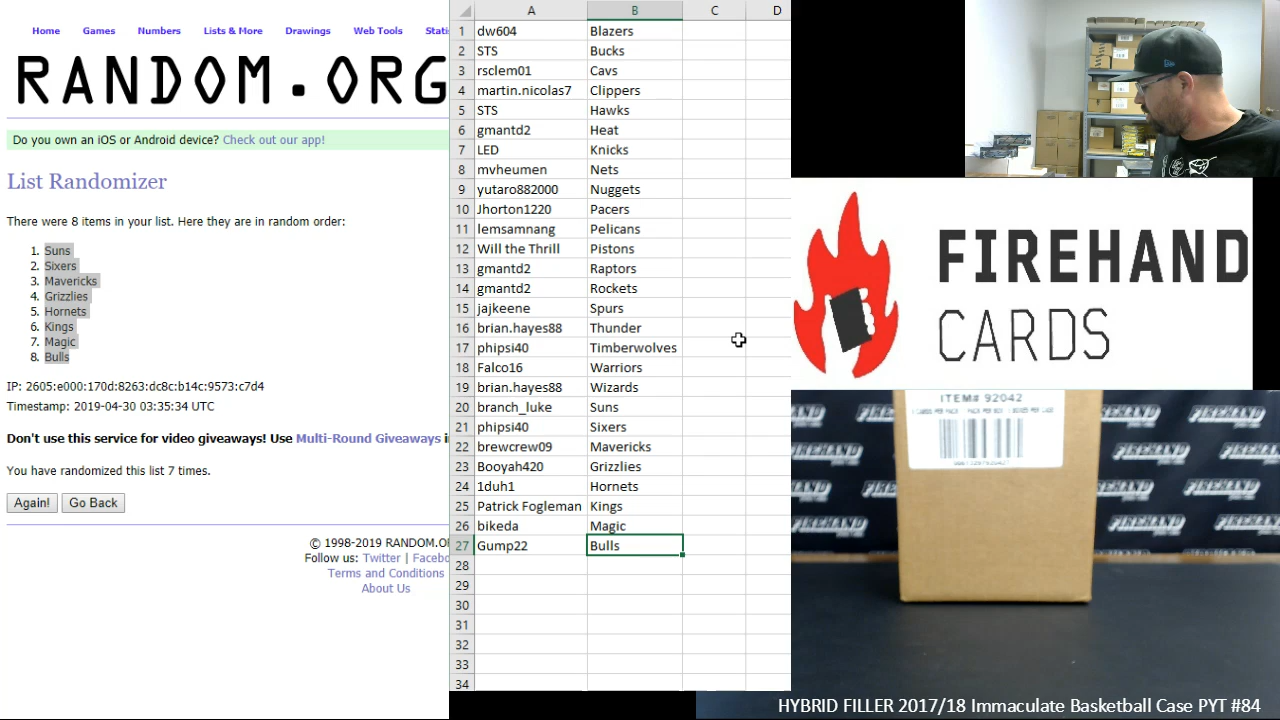 Home Games Numbers Lists & More Drawings Web Tools Stati
RANDOM.ORG
Do you own an iOS or Android device? Check out our app!
List Randomizer
There were 8 items in your list. Here they are in random order:
1. Suns
2. Sixers
3. Mavericks
4. Grizzlies
5. Hornets
6. Kings
7. Magic
8. Bulls
IP: 2605:e000:170d:8263:dc8c:b14c:9573:c7d4
Timestamp: 2019-04-30 03:35:34 UTC
Don't use this service for video giveaways! Use Multi-Round Giveaways i
You have randomized this list 7 times.
Again! Go Back
© 1998-2019 RANDOM.OR
Follow us: Twitter | Facebo
Terms and Conditions
About Us
A B C D
1 dw604 Blazers
2 STS Bucks
3 rsclem01 Cavs
4 martin.nicolas7 Clippers
5 STS Hawks
6 gmantd2 Heat
7 LED Knicks
8 mvheumen Nets
9 yutaro882000 Nuggets
10 Jhorton1220 Pacers
11 lemsamnang Pelicans
12 Will the Thrill Pistons
13 gmantd2 Raptors
14 gmantd2 Rockets
15 jajkeene Spurs
16 brian.hayes88 Thunder
17 phipsi40 Timberwolves
18 Falco16 Warriors
19 brian.hayes88 Wizards
20 branch_luke Suns
21 phipsi40 Sixers
22 brewcrew09 Mavericks
23 Booyah420 Grizzlies
24 1duh1 Hornets
25 Patrick Fogleman Kings
26 bikeda Magic
27 Gump22 Bulls
28
29
30
31
32
33
34
FIREHAND
CARDS
ITEM# 92042
FIREHAND FIREHAND
FIREHAND FIREHAND
HYBRID FILLER 2017/18 Immaculate Basketball Case PYT #84